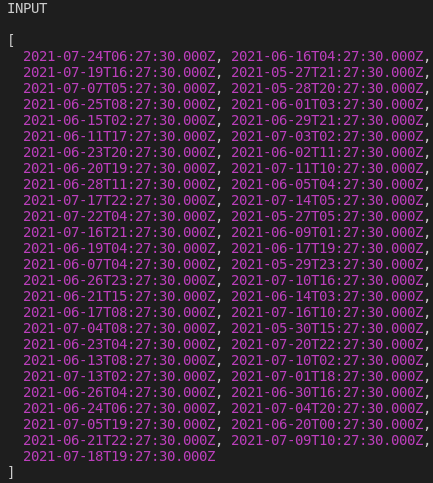 INPUT
[
2021-07-24T06:27:30.000Z, 2021-06-16T04:27:30.000Z,
2021-07-19T16:27:30.000Z, 2021-05-27T21:27:30.000Z,
2021-07-07T05:27:30.000Z, 2021-05-28T20:27:30.000Z,
2021-06-25T08:27:30.000Z, 2021-06-01T03:27:30.000Z,
2021-06-15T02:27:30.000Z, 2021-06-29T21:27:30.000Z,
2021-06-11T17:27:30.000Z, 2021-07-03T02:27:30.000Z,
2021-06-23T20:27:30.000Z, 2021-06-02T11:27:30.000Z,
2021-06-20T19:27:30.000Z, 2021-07-11T10:27:30.000Z,
2021-06-28T11:27:30.000Z, 2021-06-05T04:27:30.000Z,
2021-07-17T22:27:30.000Z, 2021-07-14T05:27:30.000Z,
2021-07-22T04:27:30.000Z, 2021-05-27T05:27:30.000Z,
2021-07-16T21:27:30.000Z, 2021-06-09T01:27:30.000Z,
2021-06-19T04:27:30.000Z, 2021-06-17T19:27:30.000Z,
2021-06-07T04:27:30.000Z, 2021-05-29T23:27:30.000Z,
2021-06-26T23:27:30.000Z, 2021-07-10T16:27:30.000Z,
2021-06-21T15:27:30.000Z, 2021-06-14T03:27:30.000Z,
2021-06-17T08:27:30.000Z, 2021-07-16T10:27:30.000Z,
2021-07-04T08:27:30.000Z, 2021-05-30T15:27:30.000Z,
2021-06-23T04:27:30.000Z, 2021-07-20T22:27:30.000Z,
2021-06-13T08:27:30.000Z, 2021-07-10T02:27:30.000Z,
2021-07-13T02:27:30.000Z, 2021-07-01T18:27:30.000Z,
2021-06-26T04:27:30.000Z, 2021-06-30T16:27:30.000Z,
2021-06-24T06:27:30.000Z, 2021-07-04T20:27:30.000Z,
2021-07-05T19:27:30.000Z, 2021-06-20T00:27:30.000Z,
2021-06-21T22:27:30.000Z, 2021-07-09T10:27:30.000Z,
2021-07-18T19:27:30.000Z
]